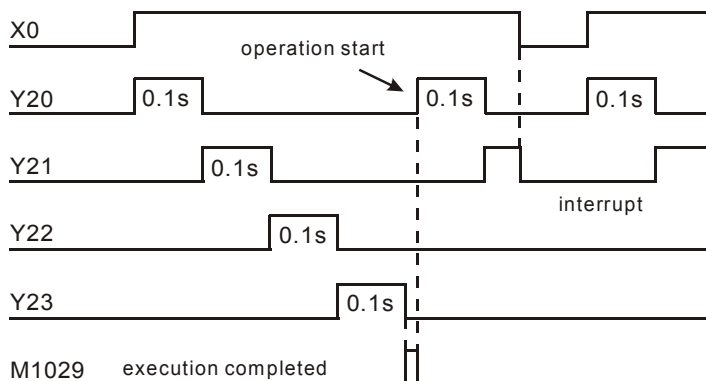 X0
operation start
Y20 0.1s 0.1s 0.1s
Y21 0.1s
interrupt
Y22 0.1s
Y23 0.1s
M1029 execution completed